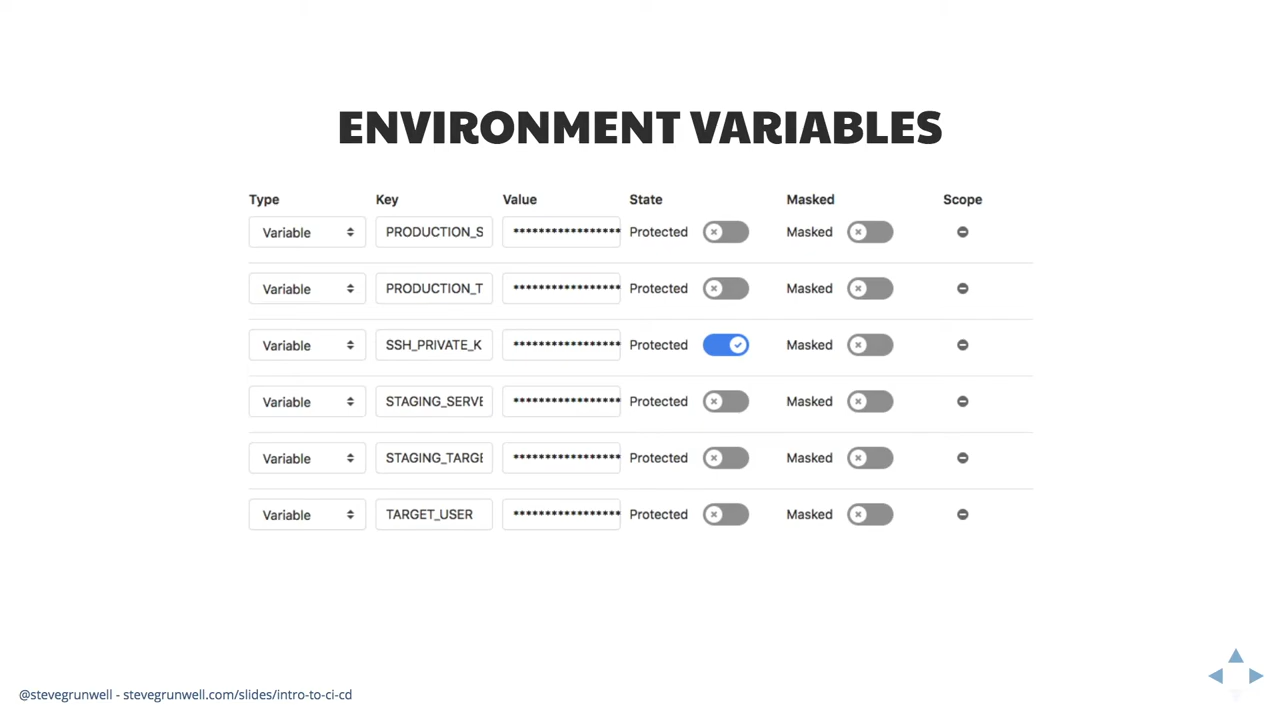 ENVIRONMENT VARIABLES
Type Key Value State Masked Scope
Variable PRODUCTION_S ****************** Protected Masked
Variable PRODUCTION_T ****************** Protected Masked
Variable SSH_PRIVATE_K ****************** Protected Masked
Variable STAGING_SERVE ****************** Protected Masked
Variable STAGING_TARGE ****************** Protected Masked
Variable TARGET_USER ****************** Protected Masked
@stevegrunwell - stevegrunwell.com/slides/intro-to-ci-cd